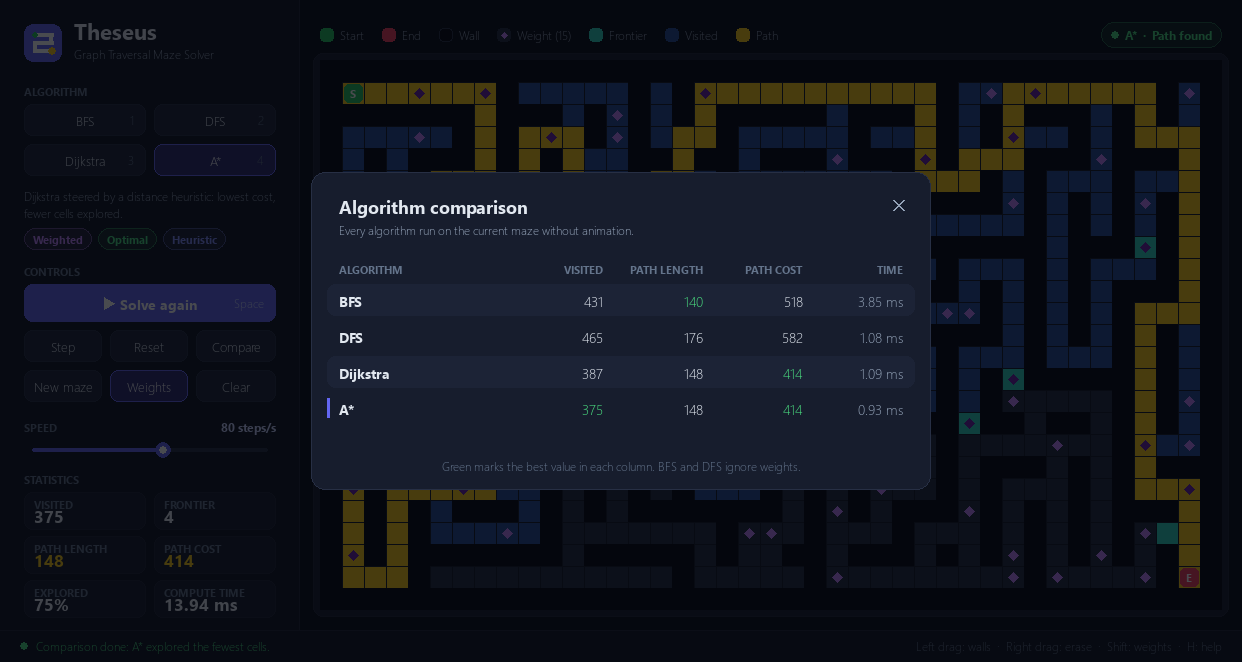 Theseus
Graph Traversal Maze Solver
ALGORITHM
BFS 1
DFS 2
Dijkstra 3
A* 4
Dijkstra steered by a distance heuristic: lowest cost,
fewer cells explored.
Weighted Optimal Heuristic
CONTROLS
Solve again Space
Step Reset Compare
New maze Weights Clear
SPEED 80 steps/s
STATISTICS
VISITED
375
FRONTIER
4
PATH LENGTH
148
PATH COST
414
EXPLORED
75%
COMPUTE TIME
13.94 ms
Start End Wall Weight (15) Frontier Visited Path
A* · Path found
S
Algorithm comparison
Every algorithm run on the current maze without animation.
ALGORITHM VISITED PATH LENGTH PATH COST TIME
BFS 431 140 518 3.85 ms
DFS 465 176 582 1.08 ms
Dijkstra 387 148 414 1.09 ms
A* 375 148 414 0.93 ms
Green marks the best value in each column. BFS and DFS ignore weights.
E
Comparison done: A* explored the fewest cells.
Left drag: walls · Right drag: erase · Shift: weights · H: help